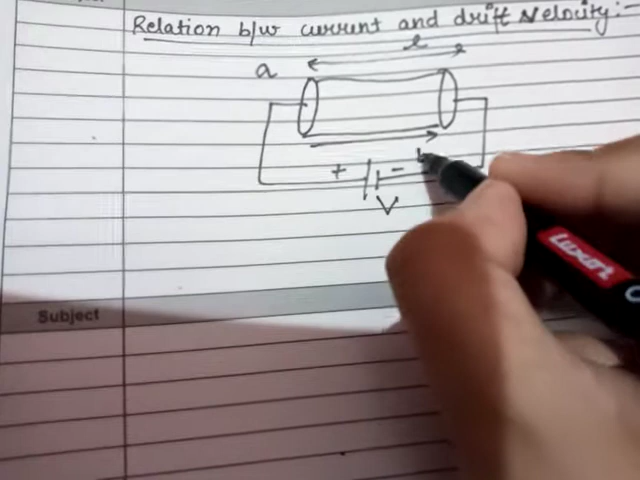 Relation b/w current and drift velocity:-
l
a
+ -
V
Luxor
Subject